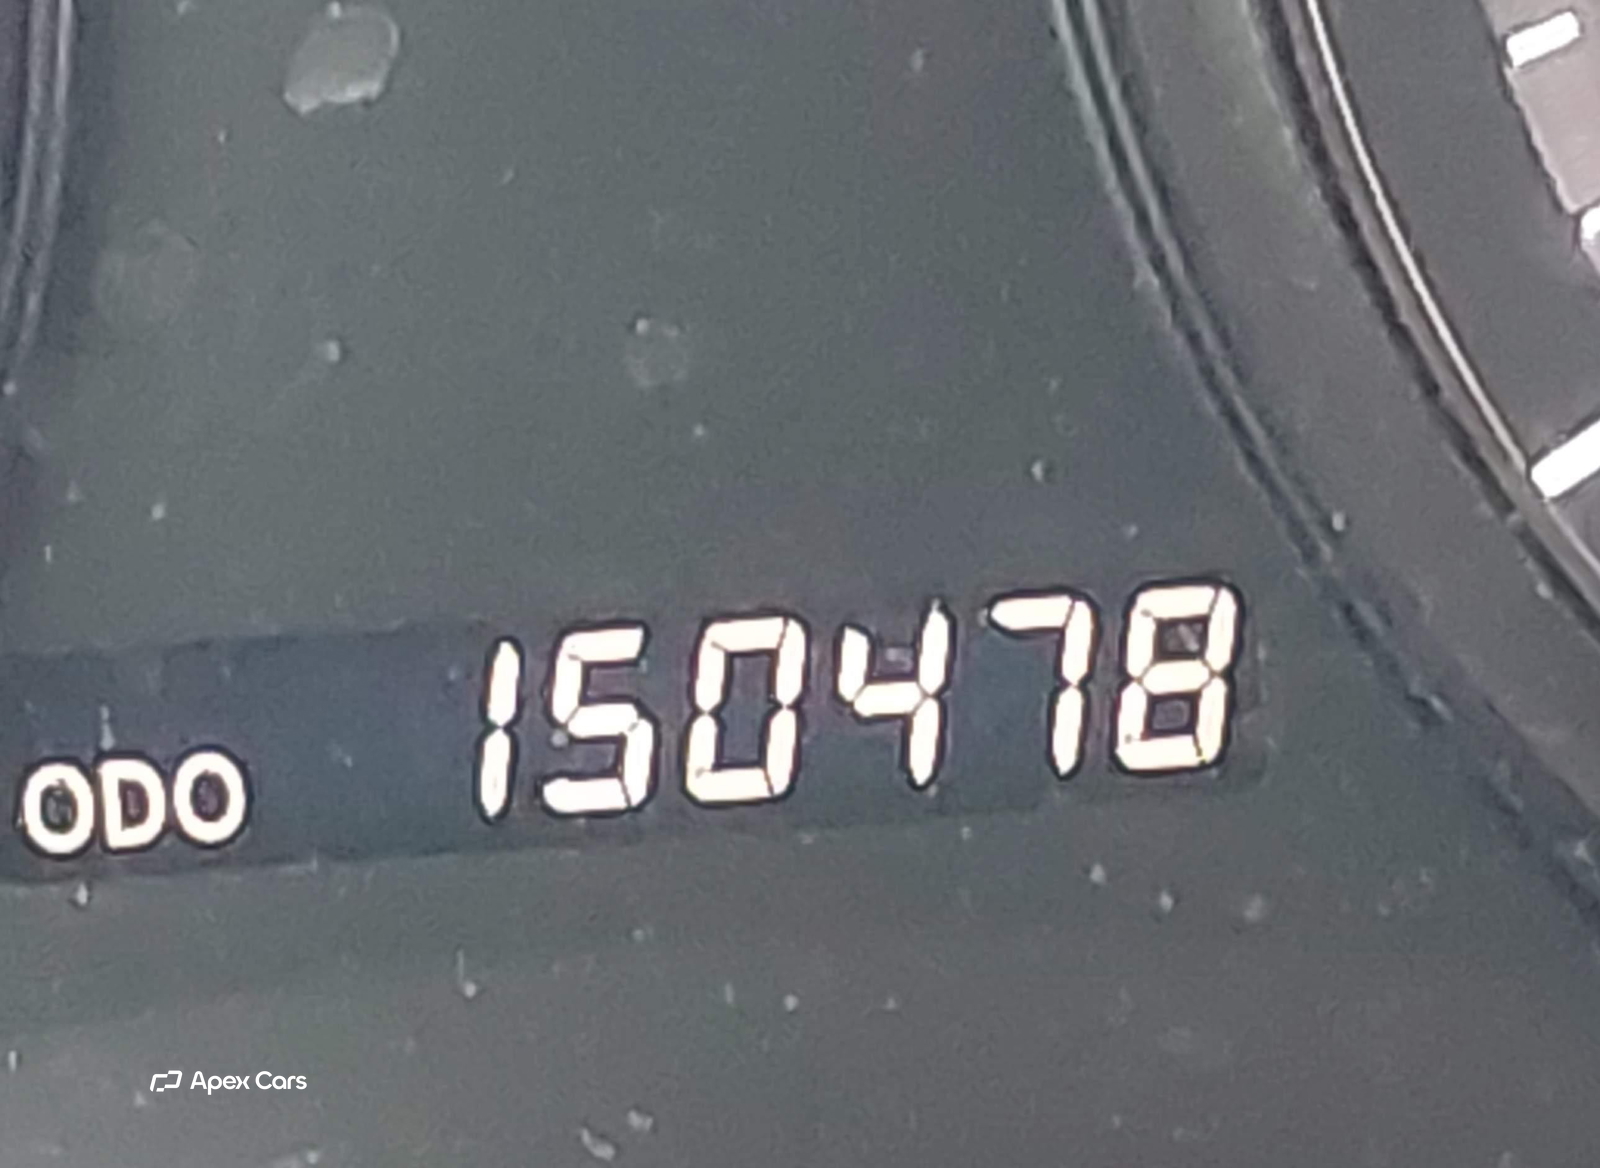 ODO 150478
Apex Cars